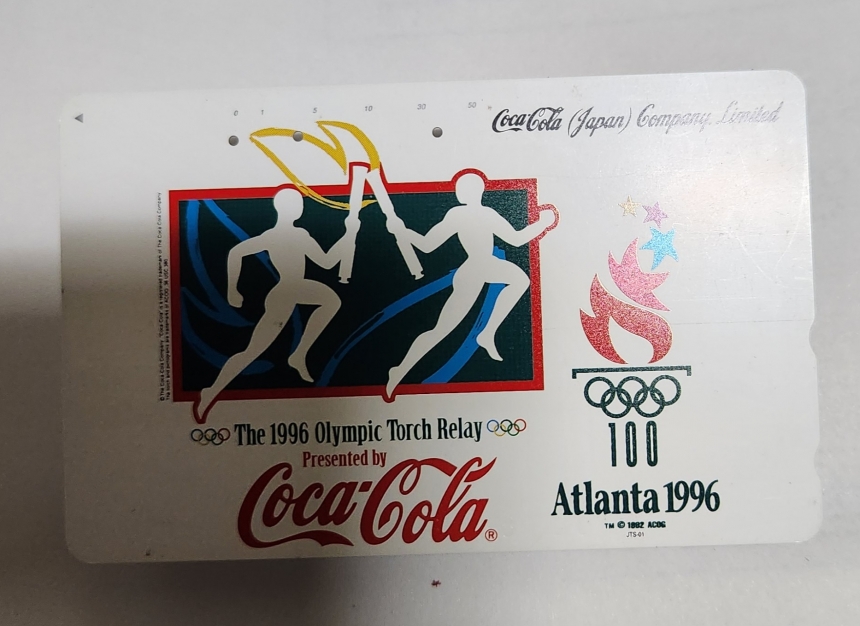 0 1 5 10 30 50
Coca-Cola (Japan) Company, Limited
The 1996 Olympic Torch Relay
Presented by
Coca-Cola®
100
Atlanta 1996
TM © 1992 ACOG
JTS-01